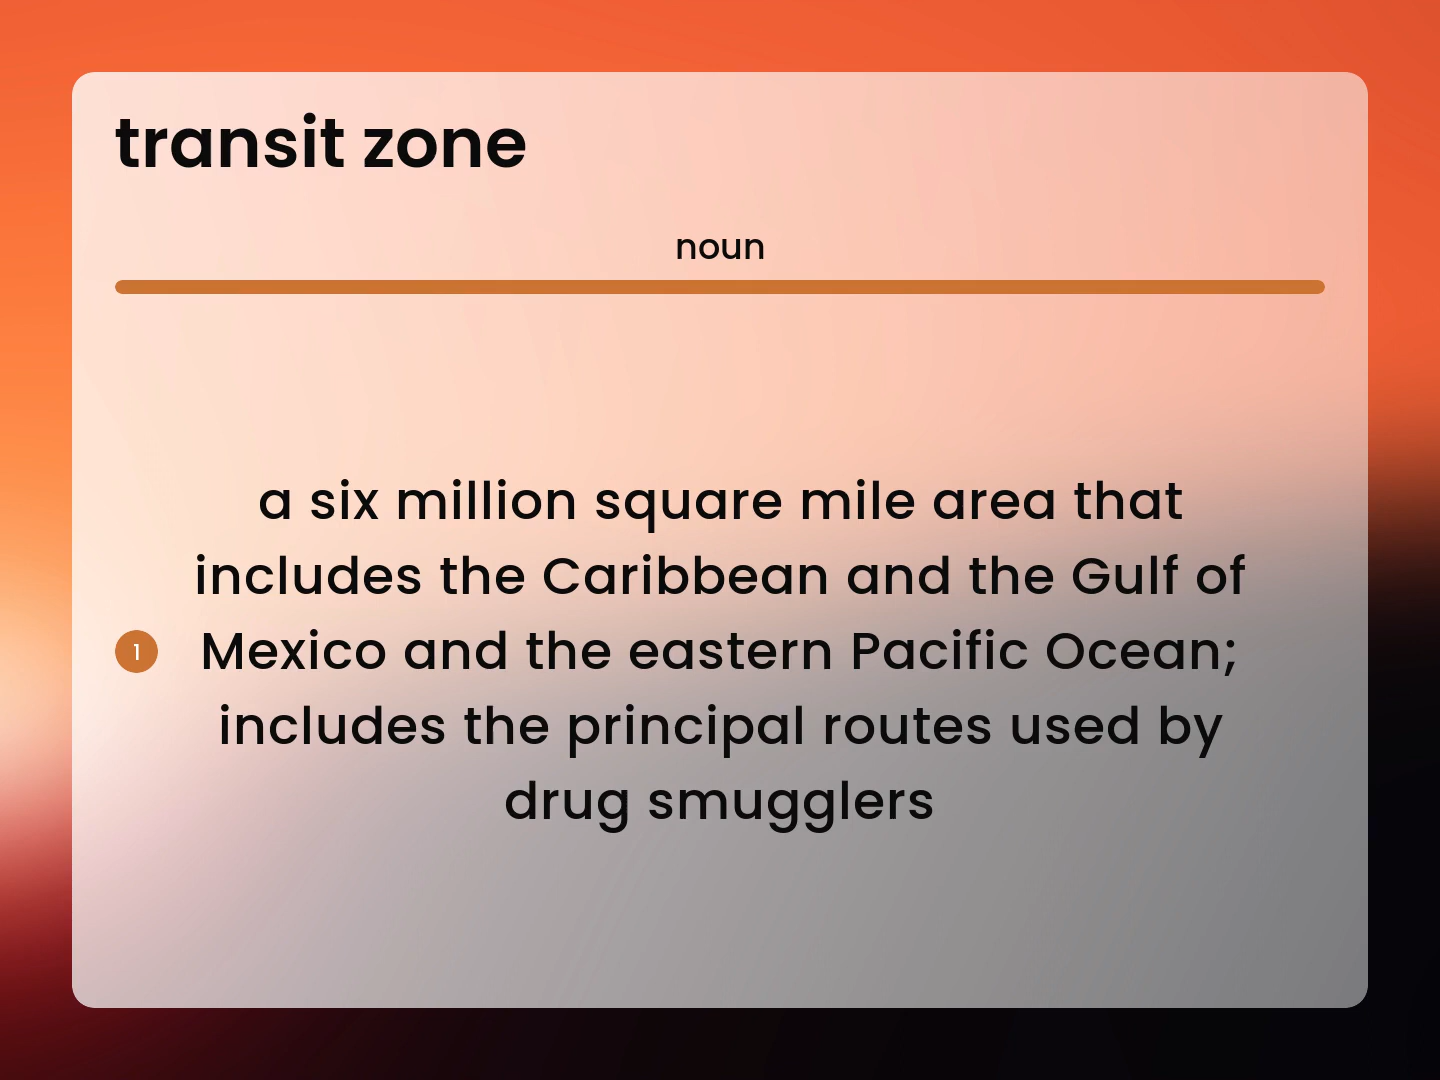 transit zone
noun
a six million square mile area that
includes the Caribbean and the Gulf of
1 Mexico and the eastern Pacific Ocean;
includes the principal routes used by
drug smugglers